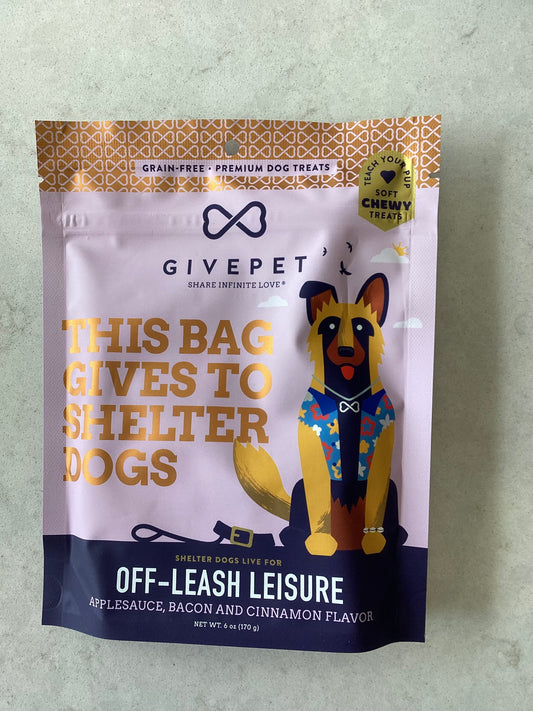 GRAIN-FREE • PREMIUM DOG TREATS
TEACH YOUR PUP
SOFT
CHEWY
TREATS
GIVEPET
SHARE INFINITE LOVE®
THIS BAG
GIVES TO
SHELTER
DOGS
SHELTER DOGS LIVE FOR
OFF-LEASH LEISURE
APPLESAUCE, BACON AND CINNAMON FLAVOR
NET WT. 6 oz (170 g)